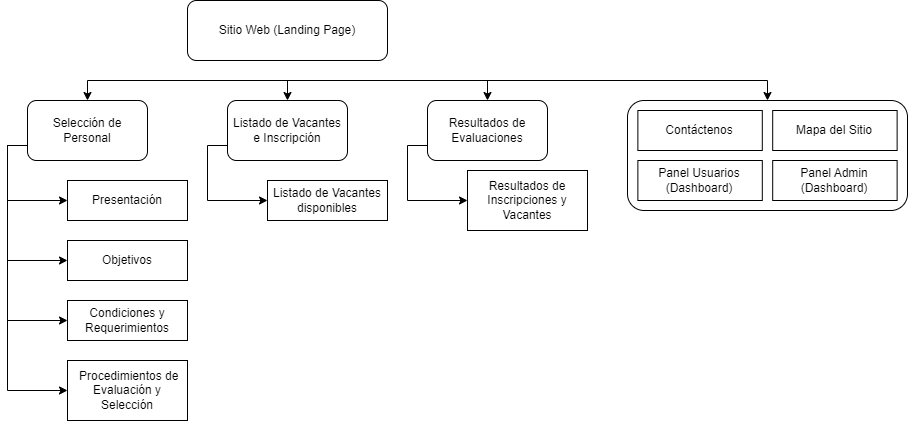 Sitio Web (Landing Page)
Selección de
Personal
Listado de Vacantes
e Inscripción
Resultados de
Evaluaciones
Contáctenos
Mapa del Sitio
Panel Usuarios
(Dashboard)
Panel Admin
(Dashboard)
Presentación
Objetivos
Condiciones y
Requerimientos
Procedimientos de
Evaluación y
Selección
Listado de Vacantes
disponibles
Resultados de
Inscripciones y
Vacantes